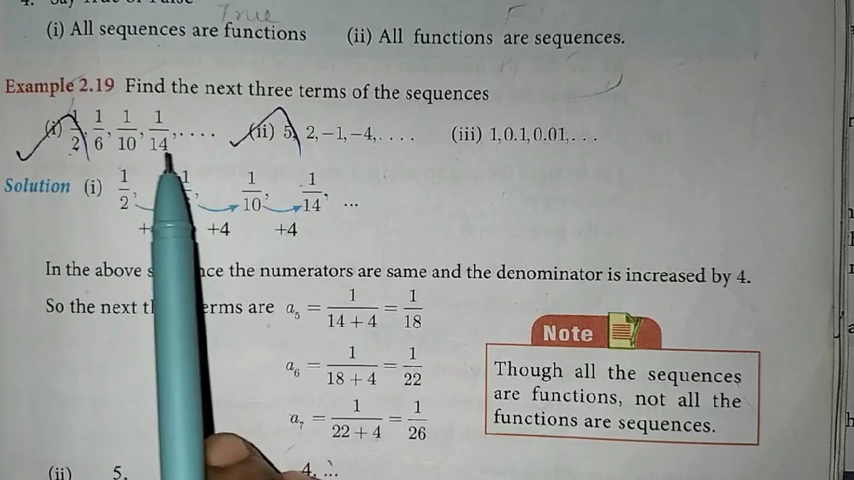 True F
(i) All sequences are functions (ii) All functions are sequences.
Example 2.19 Find the next three terms of the sequences
(i) 1/2, 1/6, 1/10, 1/14, .... (ii) 5, 2, −1, −4, .... (iii) 1, 0.1, 0.01, ...
Solution (i) 1/2, 1/10, 1/14, ...
+4 +4
In the above the numerators are same and the denominator is increased by 4.
So the next are a₅ = 1/(14 + 4) = 1/18
a₆ = 1/(18 + 4) = 1/22
a₇ = 1/(22 + 4) = 1/26
Note
Though all the sequences
are functions, not all the
functions are sequences.
(ii) 5, 4, ...